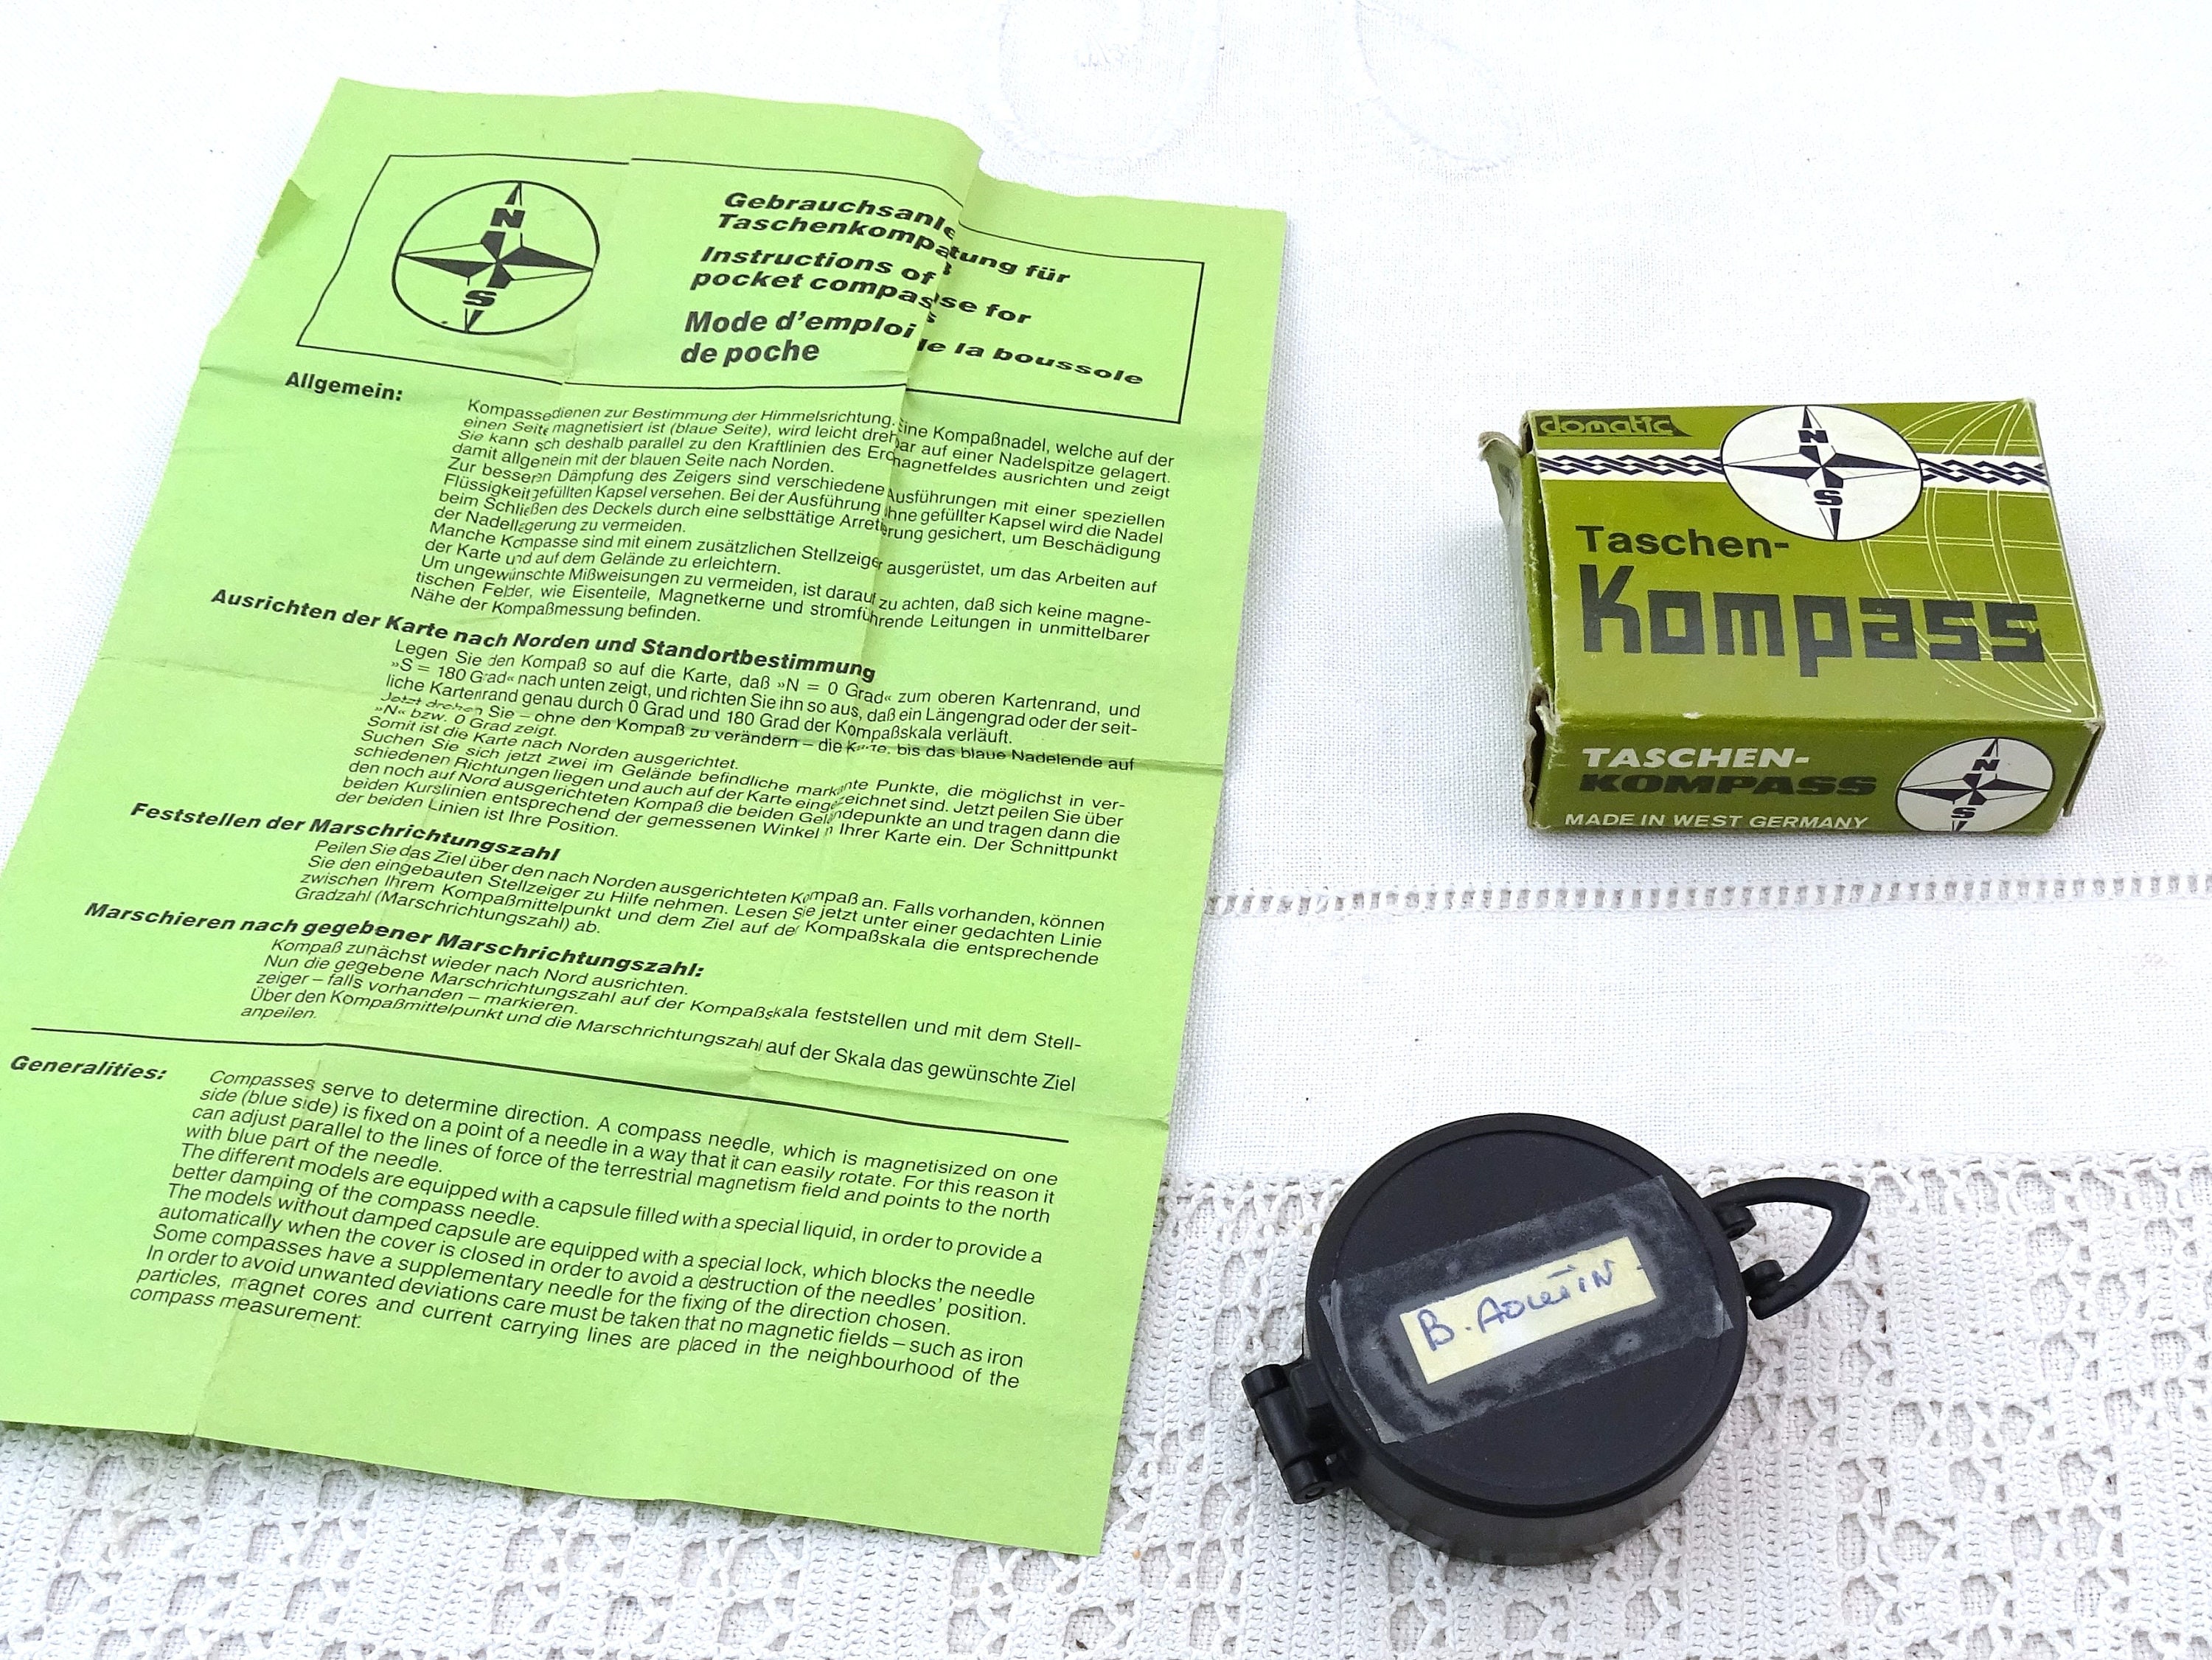 N
S
Gebrauchsanleitung für
Taschenkompaß
Instructions of use for
pocket compass
Mode d'emploi de la boussole
de poche
Allgemein:
Kompasse dienen zur Bestimmung der Himmelsrichtung. Eine Kompaßnadel, welche auf der
einen Seite magnetisiert ist (blaue Seite), wird leicht drehbar auf einer Nadelspitze gelagert.
Sie kann sich deshalb parallel zu den Kraftlinien des Erdmagnetfeldes ausrichten und zeigt
damit allgemein mit der blauen Seite nach Norden.
Zur besseren Dämpfung des Zeigers sind verschiedene Ausführungen mit einer speziellen
Flüssigkeit gefüllten Kapsel versehen. Bei der Ausführung ohne gefüllter Kapsel wird die Nadel
beim Schließen des Deckels durch eine selbsttätige Arretierung gesichert, um Beschädigung
der Nadellagerung zu vermeiden.
Manche Kompasse sind mit einem zusätzlichen Stellzeiger ausgerüstet, um das Arbeiten auf
der Karte und auf dem Gelände zu erleichtern.
Um ungewünschte Mißweisungen zu vermeiden, ist darauf zu achten, daß sich keine magne-
tischen Felder, wie Eisenteile, Magnetkerne und stromführende Leitungen in unmittelbarer
Nähe der Kompaßmessung befinden.
Ausrichten der Karte nach Norden und Standortbestimmung
Legen Sie den Kompaß so auf die Karte, daß »N = 0 Grad« zum oberen Kartenrand, und
»S = 180 Grad« nach unten zeigt, und richten Sie ihn so aus, daß ein Längengrad oder der seit-
liche Kartenrand genau durch 0 Grad und 180 Grad der Kompaßskala verläuft.
Jetzt drehen Sie – ohne den Kompaß zu verändern – die Karte, bis das blaue Nadelende auf
»N« bzw. 0 Grad zeigt.
Somit ist die Karte nach Norden ausgerichtet.
Suchen Sie sich jetzt zwei im Gelände befindliche markante Punkte, die möglichst in ver-
schiedenen Richtungen liegen und auch auf der Karte eingezeichnet sind. Jetzt peilen Sie über
den noch auf Nord ausgerichteten Kompaß die beiden Geländepunkte an und tragen dann die
beiden Kurslinien entsprechend der gemessenen Winkel in Ihrer Karte ein. Der Schnittpunkt
der beiden Linien ist Ihre Position.
Feststellen der Marschrichtungszahl
Peilen Sie das Ziel über den nach Norden ausgerichteten Kompaß an. Falls vorhanden, können
Sie den eingebauten Stellzeiger zu Hilfe nehmen. Lesen Sie jetzt unter einer gedachten Linie
zwischen Ihrem Kompaßmittelpunkt und dem Ziel auf der Kompaßskala die entsprechende
Gradzahl (Marschrichtungszahl) ab.
Marschieren nach gegebener Marschrichtungszahl:
Kompaß zunächst wieder nach Nord ausrichten.
Nun die gegebene Marschrichtungszahl auf der Kompaßskala feststellen und mit dem Stell-
zeiger – falls vorhanden – markieren.
Über den Kompaßmittelpunkt und die Marschrichtungszahl auf der Skala das gewünschte Ziel
anpeilen.
Generalities:
Compasses serve to determine direction. A compass needle, which is magnetisized on one
side (blue side) is fixed on a point of a needle in a way that it can easily rotate. For this reason it
can adjust parallel to the lines of force of the terrestrial magnetism field and points to the north
with blue part of the needle.
The different models are equipped with a capsule filled with a special liquid, in order to provide a
better damping of the compass needle.
The models without damped capsule are equipped with a special lock, which blocks the needle
automatically when the cover is closed in order to avoid a destruction of the needles' position.
Some compasses have a supplementary needle for the fixing of the direction chosen.
In order to avoid unwanted deviations care must be taken that no magnetic fields – such as iron
particles, magnet cores and current carrying lines are placed in the neighbourhood of the
compass measurement.
domatic
N
S
Taschen-
Kompass
TASCHEN-
KOMPASS
MADE IN WEST GERMANY
N
S
B.